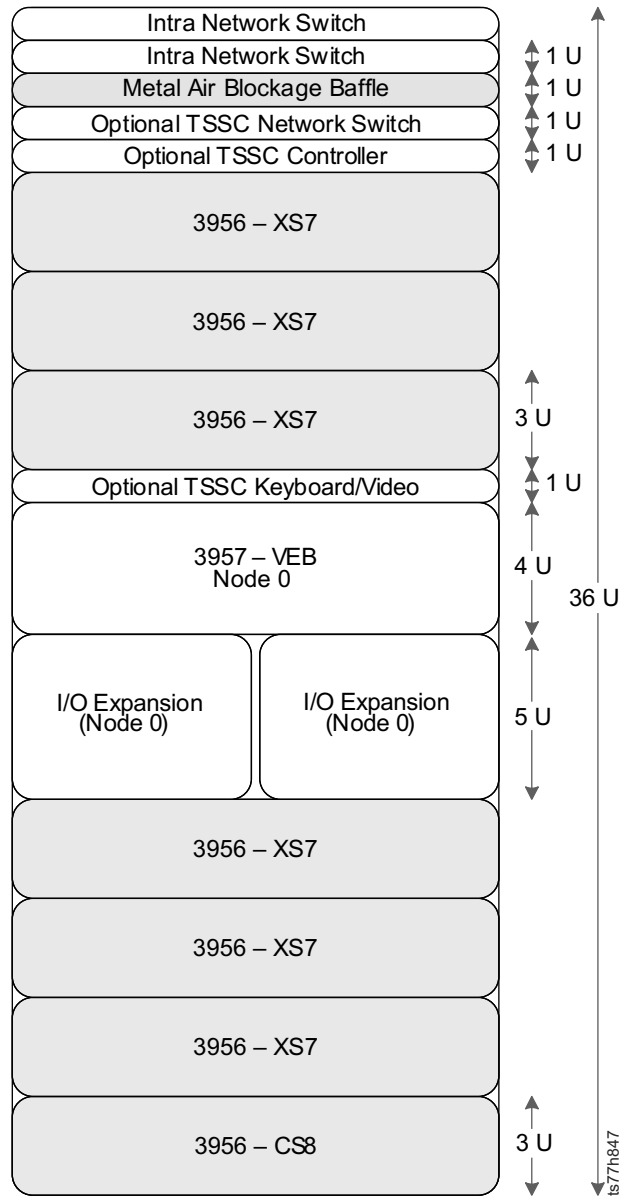 Intra Network Switch
Intra Network Switch
1 U
Metal Air Blockage Baffle
1 U
Optional TSSC Network Switch
1 U
Optional TSSC Controller
1 U
3956 – XS7
3956 – XS7
3956 – XS7
3 U
Optional TSSC Keyboard/Video
1 U
3957 – VEB
Node 0
4 U
36 U
I/O Expansion
(Node 0)
I/O Expansion
(Node 0)
5 U
3956 – XS7
3956 – XS7
3956 – XS7
3956 – CS8
3 U
ts77h847